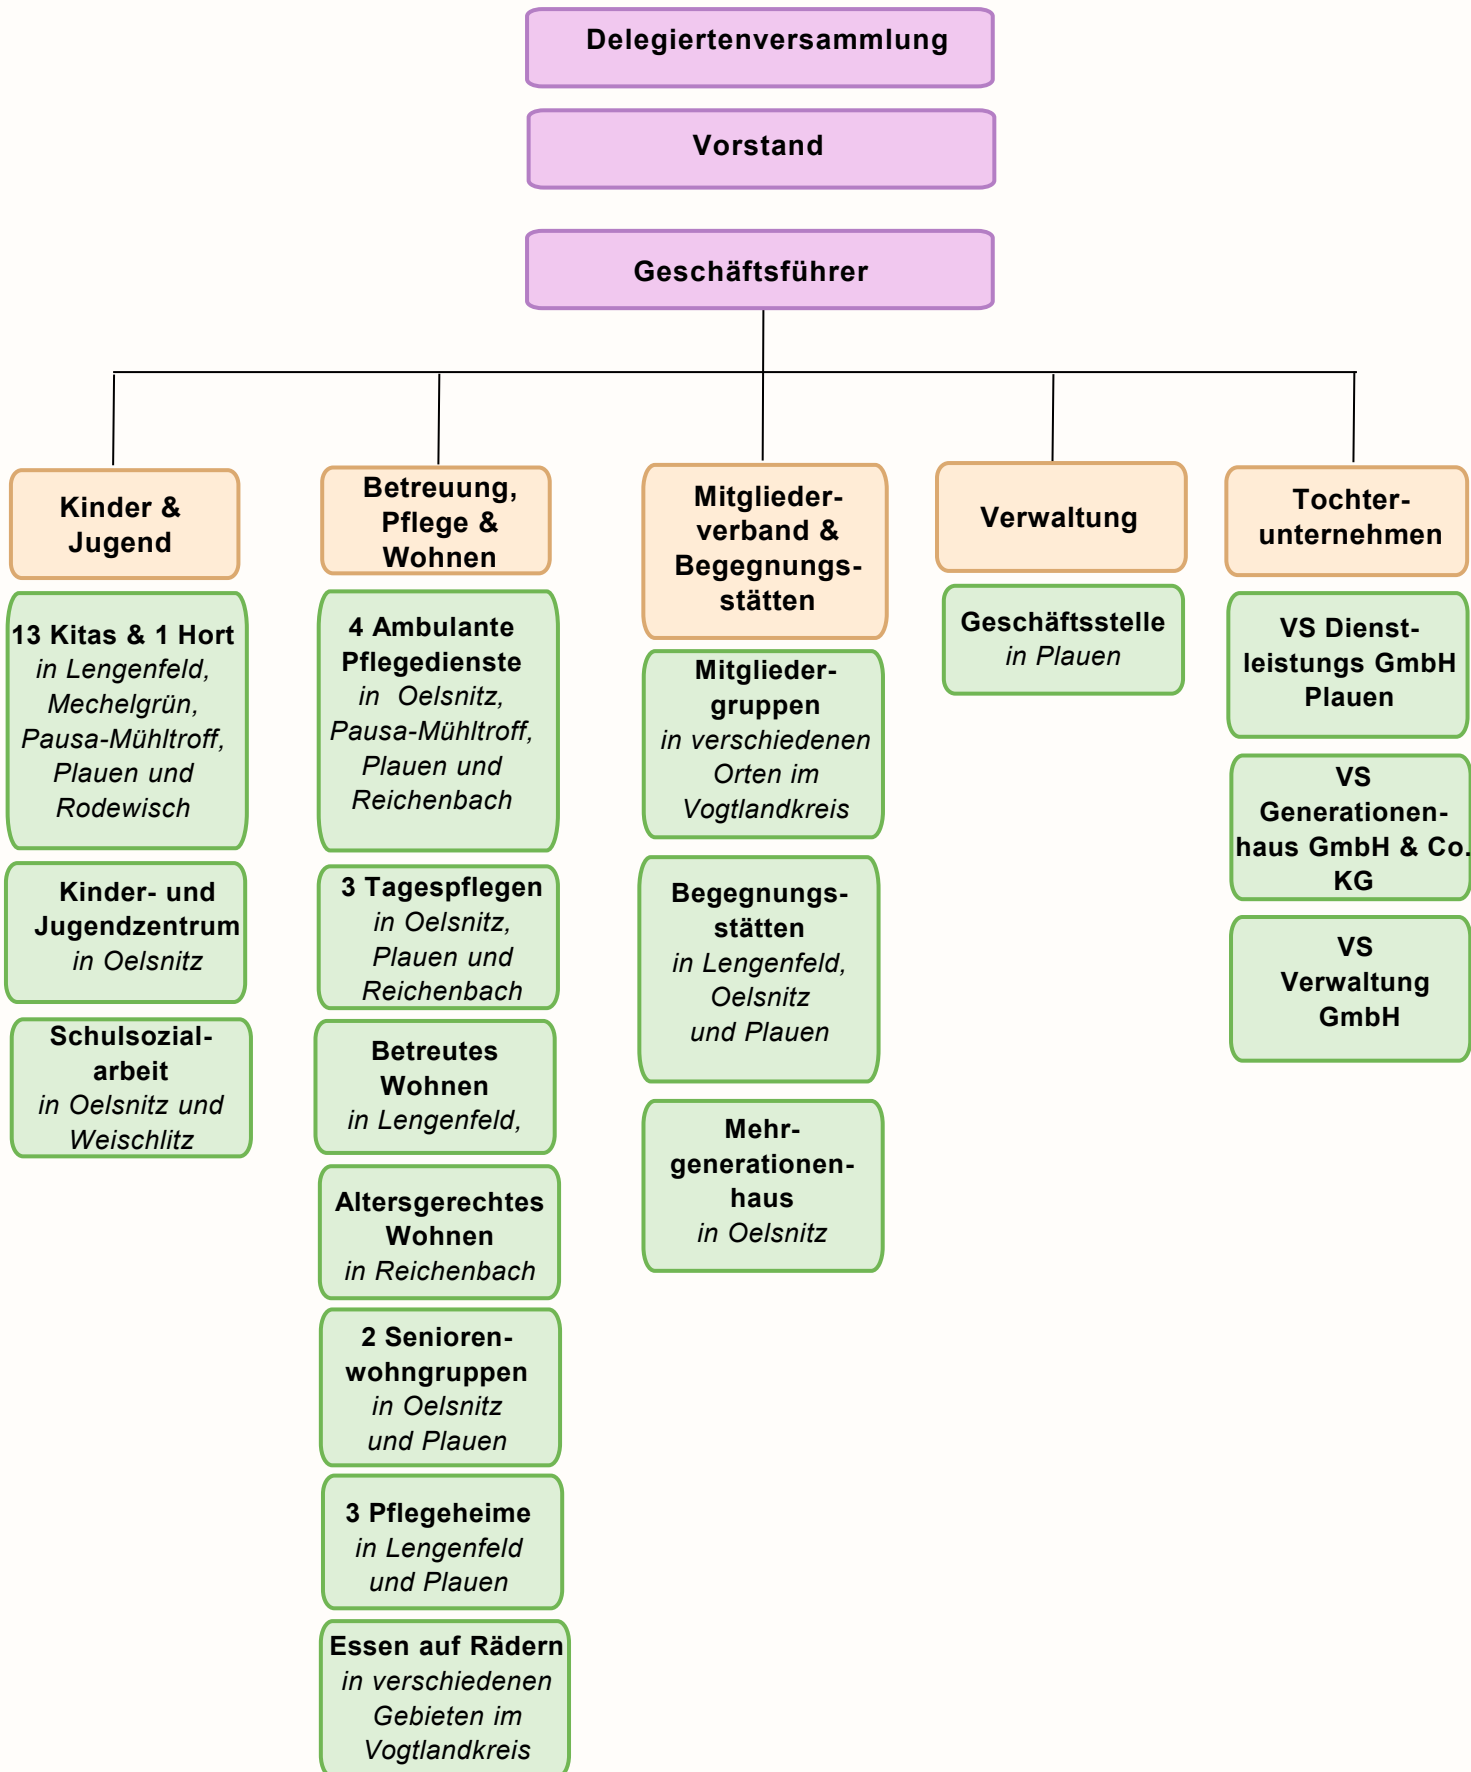 Delegiertenversammlung
Vorstand
Geschäftsführer
Kinder &
Jugend
13 Kitas & 1 Hort
in Lengenfeld,
Mechelgrün,
Pausa-Mühltroff,
Plauen und
Rodewisch
Kinder- und
Jugendzentrum
in Oelsnitz
Schulsozial-
arbeit
in Oelsnitz und
Weischlitz
Betreuung,
Pflege &
Wohnen
4 Ambulante
Pflegedienste
in Oelsnitz,
Pausa-Mühltroff,
Plauen und
Reichenbach
3 Tagespflegen
in Oelsnitz,
Plauen und
Reichenbach
Betreutes
Wohnen
in Lengenfeld,
Altersgerechtes
Wohnen
in Reichenbach
2 Senioren-
wohngruppen
in Oelsnitz
und Plauen
3 Pflegeheime
in Lengenfeld
und Plauen
Essen auf Rädern
in verschiedenen
Gebieten im
Vogtlandkreis
Mitglieder-
verband &
Begegnungs-
stätten
Mitglieder-
gruppen
in verschiedenen
Orten im
Vogtlandkreis
Begegnungs-
stätten
in Lengenfeld,
Oelsnitz
und Plauen
Mehr-
generationen-
haus
in Oelsnitz
Verwaltung
Geschäftsstelle
in Plauen
Tochter-
unternehmen
VS Dienst-
leistungs GmbH
Plauen
VS
Generationen-
haus GmbH & Co.
KG
VS
Verwaltung
GmbH